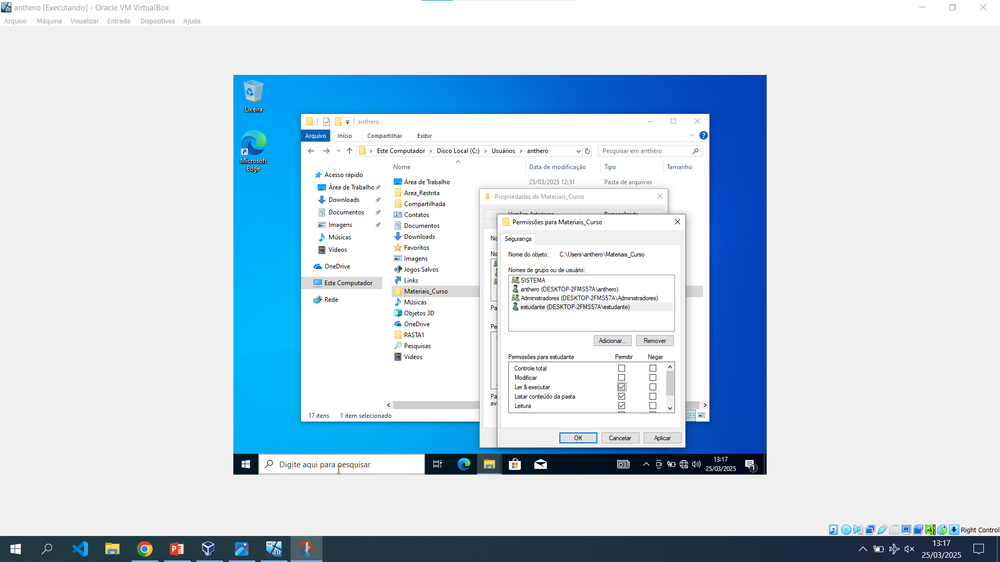 anthero [Executando] - Oracle VM VirtualBox
Arquivo Máquina Visualizar Entrada Dispositivos Ajuda
Lixeira
Microsoft
Edge
anthero
Arquivo Início Compartilhar Exibir
Este Computador Disco Local (C:) Usuários anthero
Pesquisar em anthero
Acesso rápido
Área de Trabalho
Downloads
Documentos
Imagens
Músicas
Vídeos
OneDrive
Este Computador
Rede
Nome Data de modificação Tipo Tamanho
Área de Trabalho 25/03/2025 12:31 Pasta de arquivos
Area_Restrita
Compartilhada
Contatos
Documentos
Downloads
Favoritos
Imagens
Jogos Salvos
Links
Materiais_Curso
Músicas
Objetos 3D
OneDrive
PASTA1
Pesquisas
Vídeos
17 itens 1 item selecionado
Propriedades de Materiais_Curso
Versões Anteriores Personalizado
No
No
Pa
Pe
Pa
av
Permissões para Materiais_Curso
Segurança
Nome do objeto: C:\Users\anthero\Materiais_Curso
Nomes de grupo ou de usuário:
SISTEMA
anthero (DESKTOP-2FMS57A\anthero)
Administradores (DESKTOP-2FMS57A\Administradores)
estudante (DESKTOP-2FMS57A\estudante)
Adicionar... Remover
Permissões para estudante Permitir Negar
Controle total
Modificar
Ler & executar
Listar conteúdo da pasta
Leitura
OK Cancelar Aplicar
Digite aqui para pesquisar
13:17
25/03/2025
1
Right Control
64
10
13:17
25/03/2025